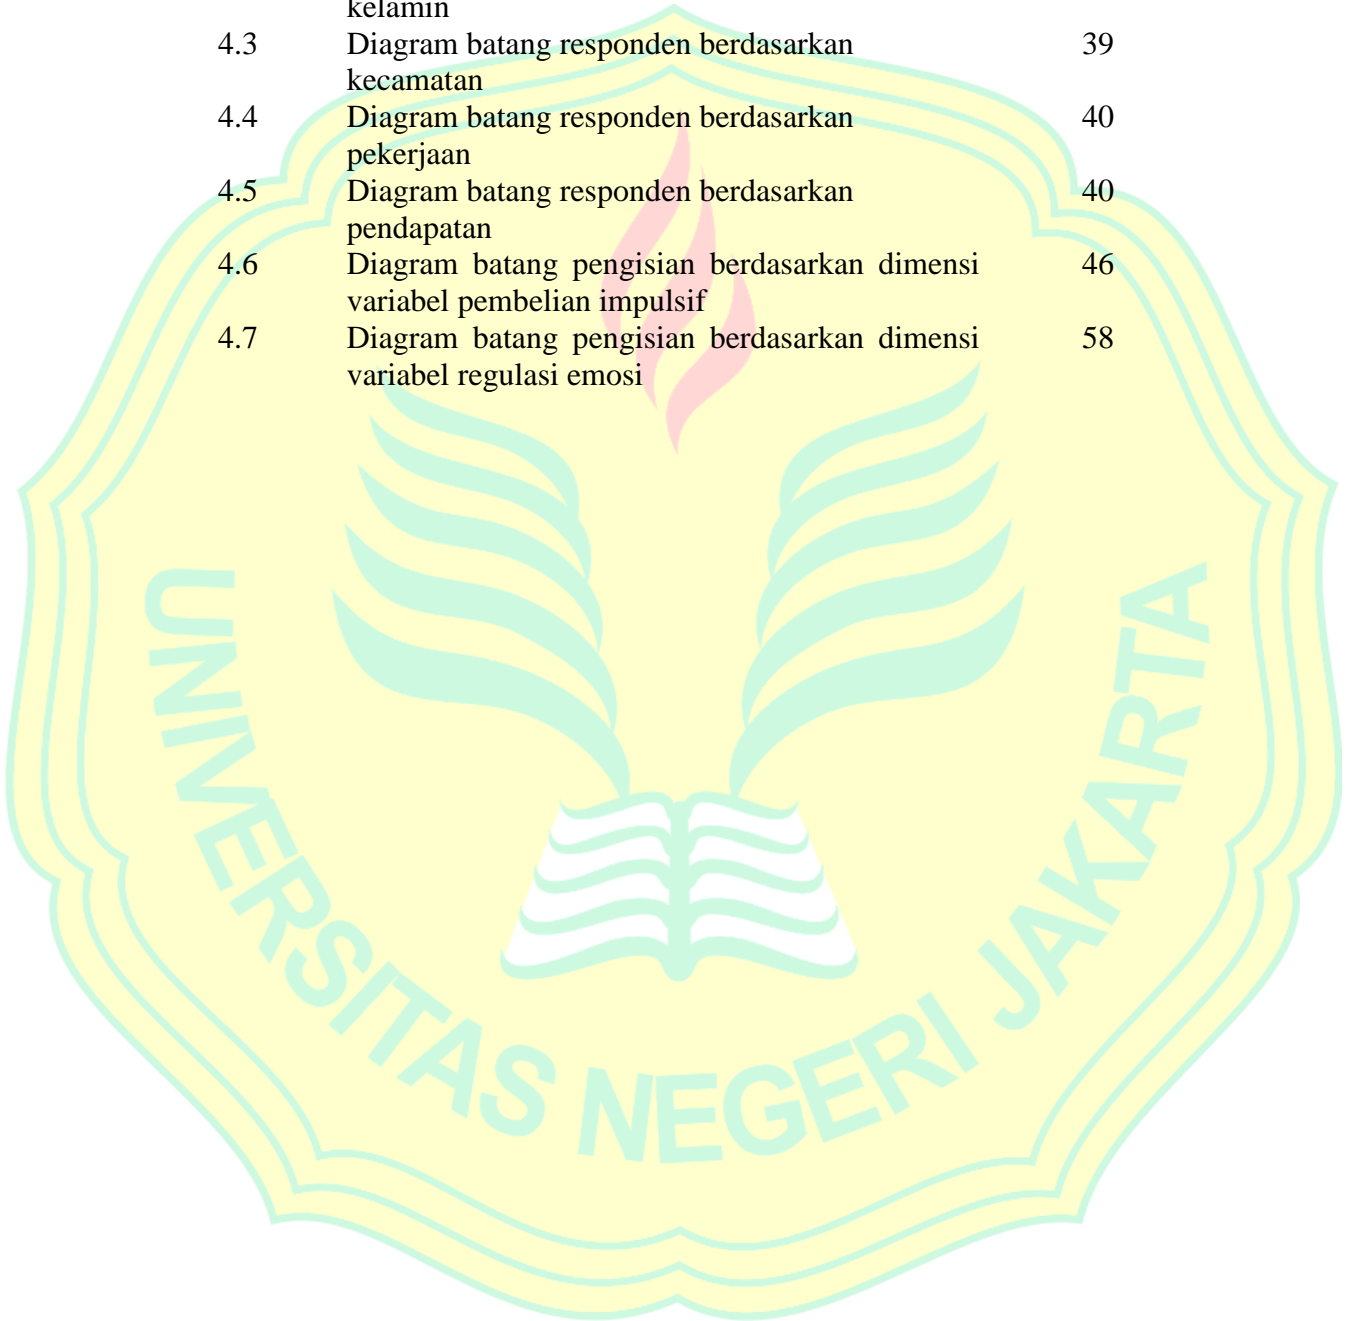 kelamin
4.3 Diagram batang responden berdasarkan 39
kecamatan
4.4 Diagram batang responden berdasarkan 40
pekerjaan
4.5 Diagram batang responden berdasarkan 40
pendapatan
4.6 Diagram batang pengisian berdasarkan dimensi 46
variabel pembelian impulsif
4.7 Diagram batang pengisian berdasarkan dimensi 58
variabel regulasi emosi
UNIVERSITAS NEGERI JAKARTA